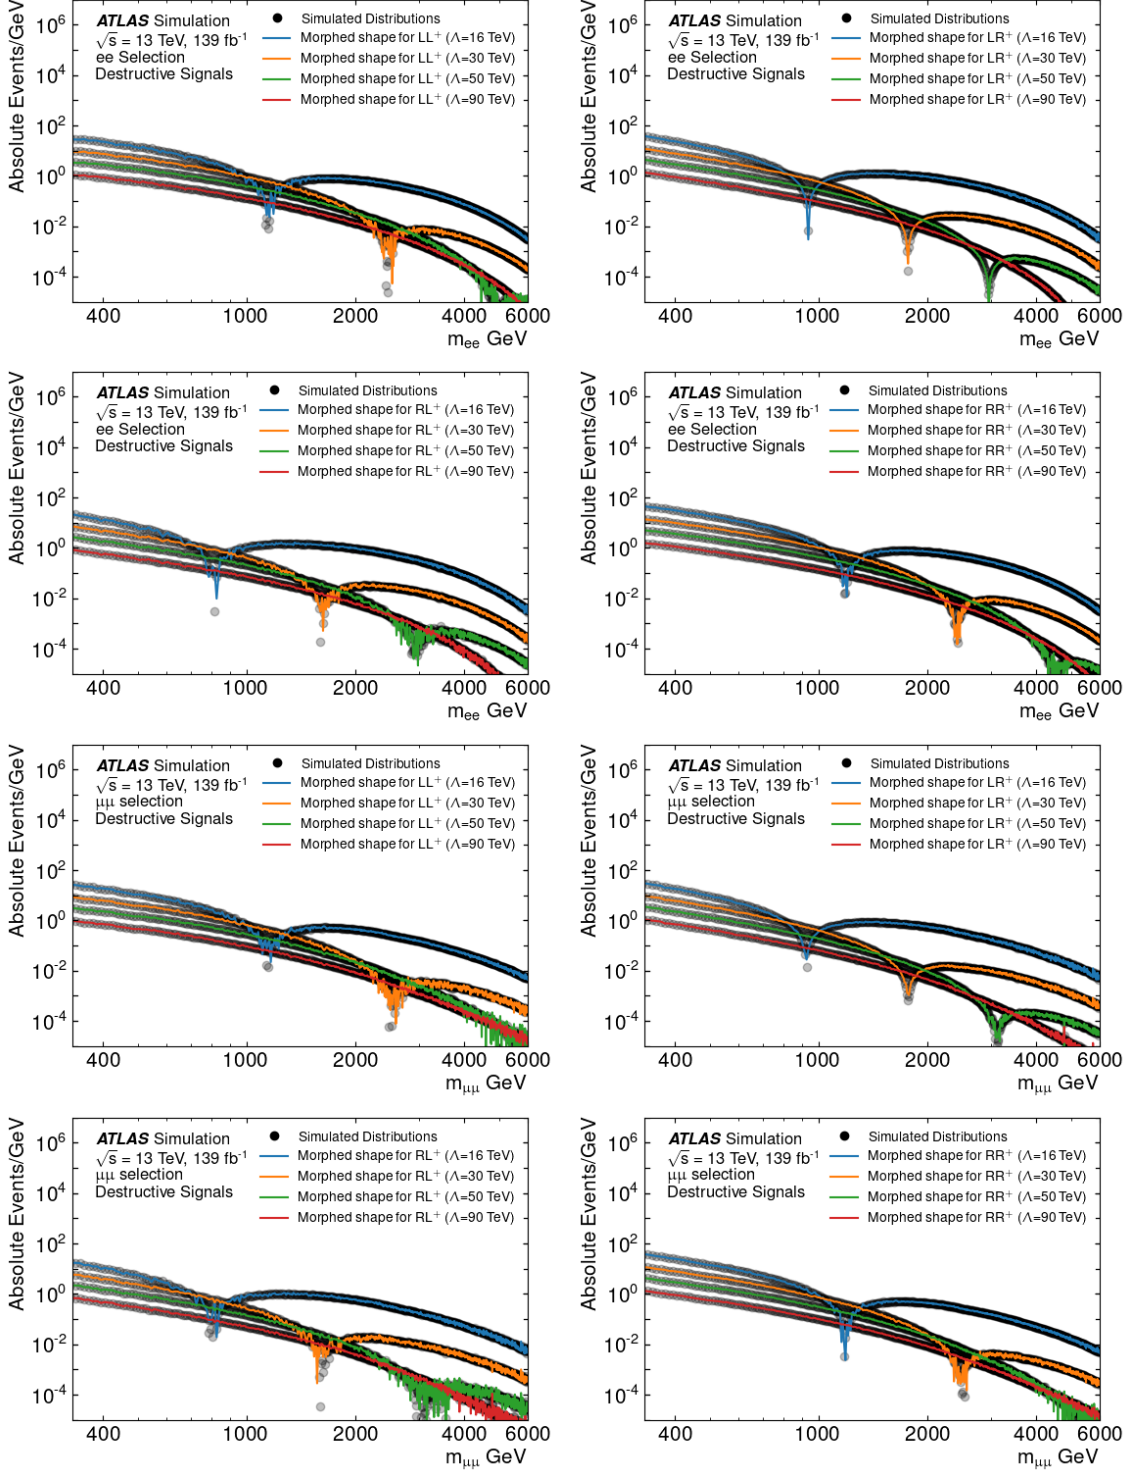 ATLAS Simulation
√s = 13 TeV, 139 fb⁻¹
ee Selection
Destructive Signals
Simulated Distributions
Morphed shape for LL⁺ (Λ=16 TeV)
Morphed shape for LL⁺ (Λ=30 TeV)
Morphed shape for LL⁺ (Λ=50 TeV)
Morphed shape for LL⁺ (Λ=90 TeV)
Absolute Events/GeV
10⁶
10⁴
10²
10⁰
10⁻²
10⁻⁴
400 1000 2000 4000 6000
mₑₑ GeV
ATLAS Simulation
√s = 13 TeV, 139 fb⁻¹
ee Selection
Destructive Signals
Simulated Distributions
Morphed shape for LR⁺ (Λ=16 TeV)
Morphed shape for LR⁺ (Λ=30 TeV)
Morphed shape for LR⁺ (Λ=50 TeV)
Morphed shape for LR⁺ (Λ=90 TeV)
Absolute Events/GeV
10⁶
10⁴
10²
10⁰
10⁻²
10⁻⁴
400 1000 2000 4000 6000
mₑₑ GeV
ATLAS Simulation
√s = 13 TeV, 139 fb⁻¹
ee Selection
Destructive Signals
Simulated Distributions
Morphed shape for RL⁺ (Λ=16 TeV)
Morphed shape for RL⁺ (Λ=30 TeV)
Morphed shape for RL⁺ (Λ=50 TeV)
Morphed shape for RL⁺ (Λ=90 TeV)
Absolute Events/GeV
10⁶
10⁴
10²
10⁰
10⁻²
10⁻⁴
400 1000 2000 4000 6000
mₑₑ GeV
ATLAS Simulation
√s = 13 TeV, 139 fb⁻¹
ee Selection
Destructive Signals
Simulated Distributions
Morphed shape for RR⁺ (Λ=16 TeV)
Morphed shape for RR⁺ (Λ=30 TeV)
Morphed shape for RR⁺ (Λ=50 TeV)
Morphed shape for RR⁺ (Λ=90 TeV)
Absolute Events/GeV
10⁶
10⁴
10²
10⁰
10⁻²
10⁻⁴
400 1000 2000 4000 6000
mₑₑ GeV
ATLAS Simulation
√s = 13 TeV, 139 fb⁻¹
μμ selection
Destructive Signals
Simulated Distributions
Morphed shape for LL⁺ (Λ=16 TeV)
Morphed shape for LL⁺ (Λ=30 TeV)
Morphed shape for LL⁺ (Λ=50 TeV)
Morphed shape for LL⁺ (Λ=90 TeV)
Absolute Events/GeV
10⁶
10⁴
10²
10⁰
10⁻²
10⁻⁴
400 1000 2000 4000 6000
m_μμ GeV
ATLAS Simulation
√s = 13 TeV, 139 fb⁻¹
μμ selection
Destructive Signals
Simulated Distributions
Morphed shape for LR⁺ (Λ=16 TeV)
Morphed shape for LR⁺ (Λ=30 TeV)
Morphed shape for LR⁺ (Λ=50 TeV)
Morphed shape for LR⁺ (Λ=90 TeV)
Absolute Events/GeV
10⁶
10⁴
10²
10⁰
10⁻²
10⁻⁴
400 1000 2000 4000 6000
m_μμ GeV
ATLAS Simulation
√s = 13 TeV, 139 fb⁻¹
μμ selection
Destructive Signals
Simulated Distributions
Morphed shape for RL⁺ (Λ=16 TeV)
Morphed shape for RL⁺ (Λ=30 TeV)
Morphed shape for RL⁺ (Λ=50 TeV)
Morphed shape for RL⁺ (Λ=90 TeV)
Absolute Events/GeV
10⁶
10⁴
10²
10⁰
10⁻²
10⁻⁴
400 1000 2000 4000 6000
m_μμ GeV
ATLAS Simulation
√s = 13 TeV, 139 fb⁻¹
μμ selection
Destructive Signals
Simulated Distributions
Morphed shape for RR⁺ (Λ=16 TeV)
Morphed shape for RR⁺ (Λ=30 TeV)
Morphed shape for RR⁺ (Λ=50 TeV)
Morphed shape for RR⁺ (Λ=90 TeV)
Absolute Events/GeV
10⁶
10⁴
10²
10⁰
10⁻²
10⁻⁴
400 1000 2000 4000 6000
m_μμ GeV